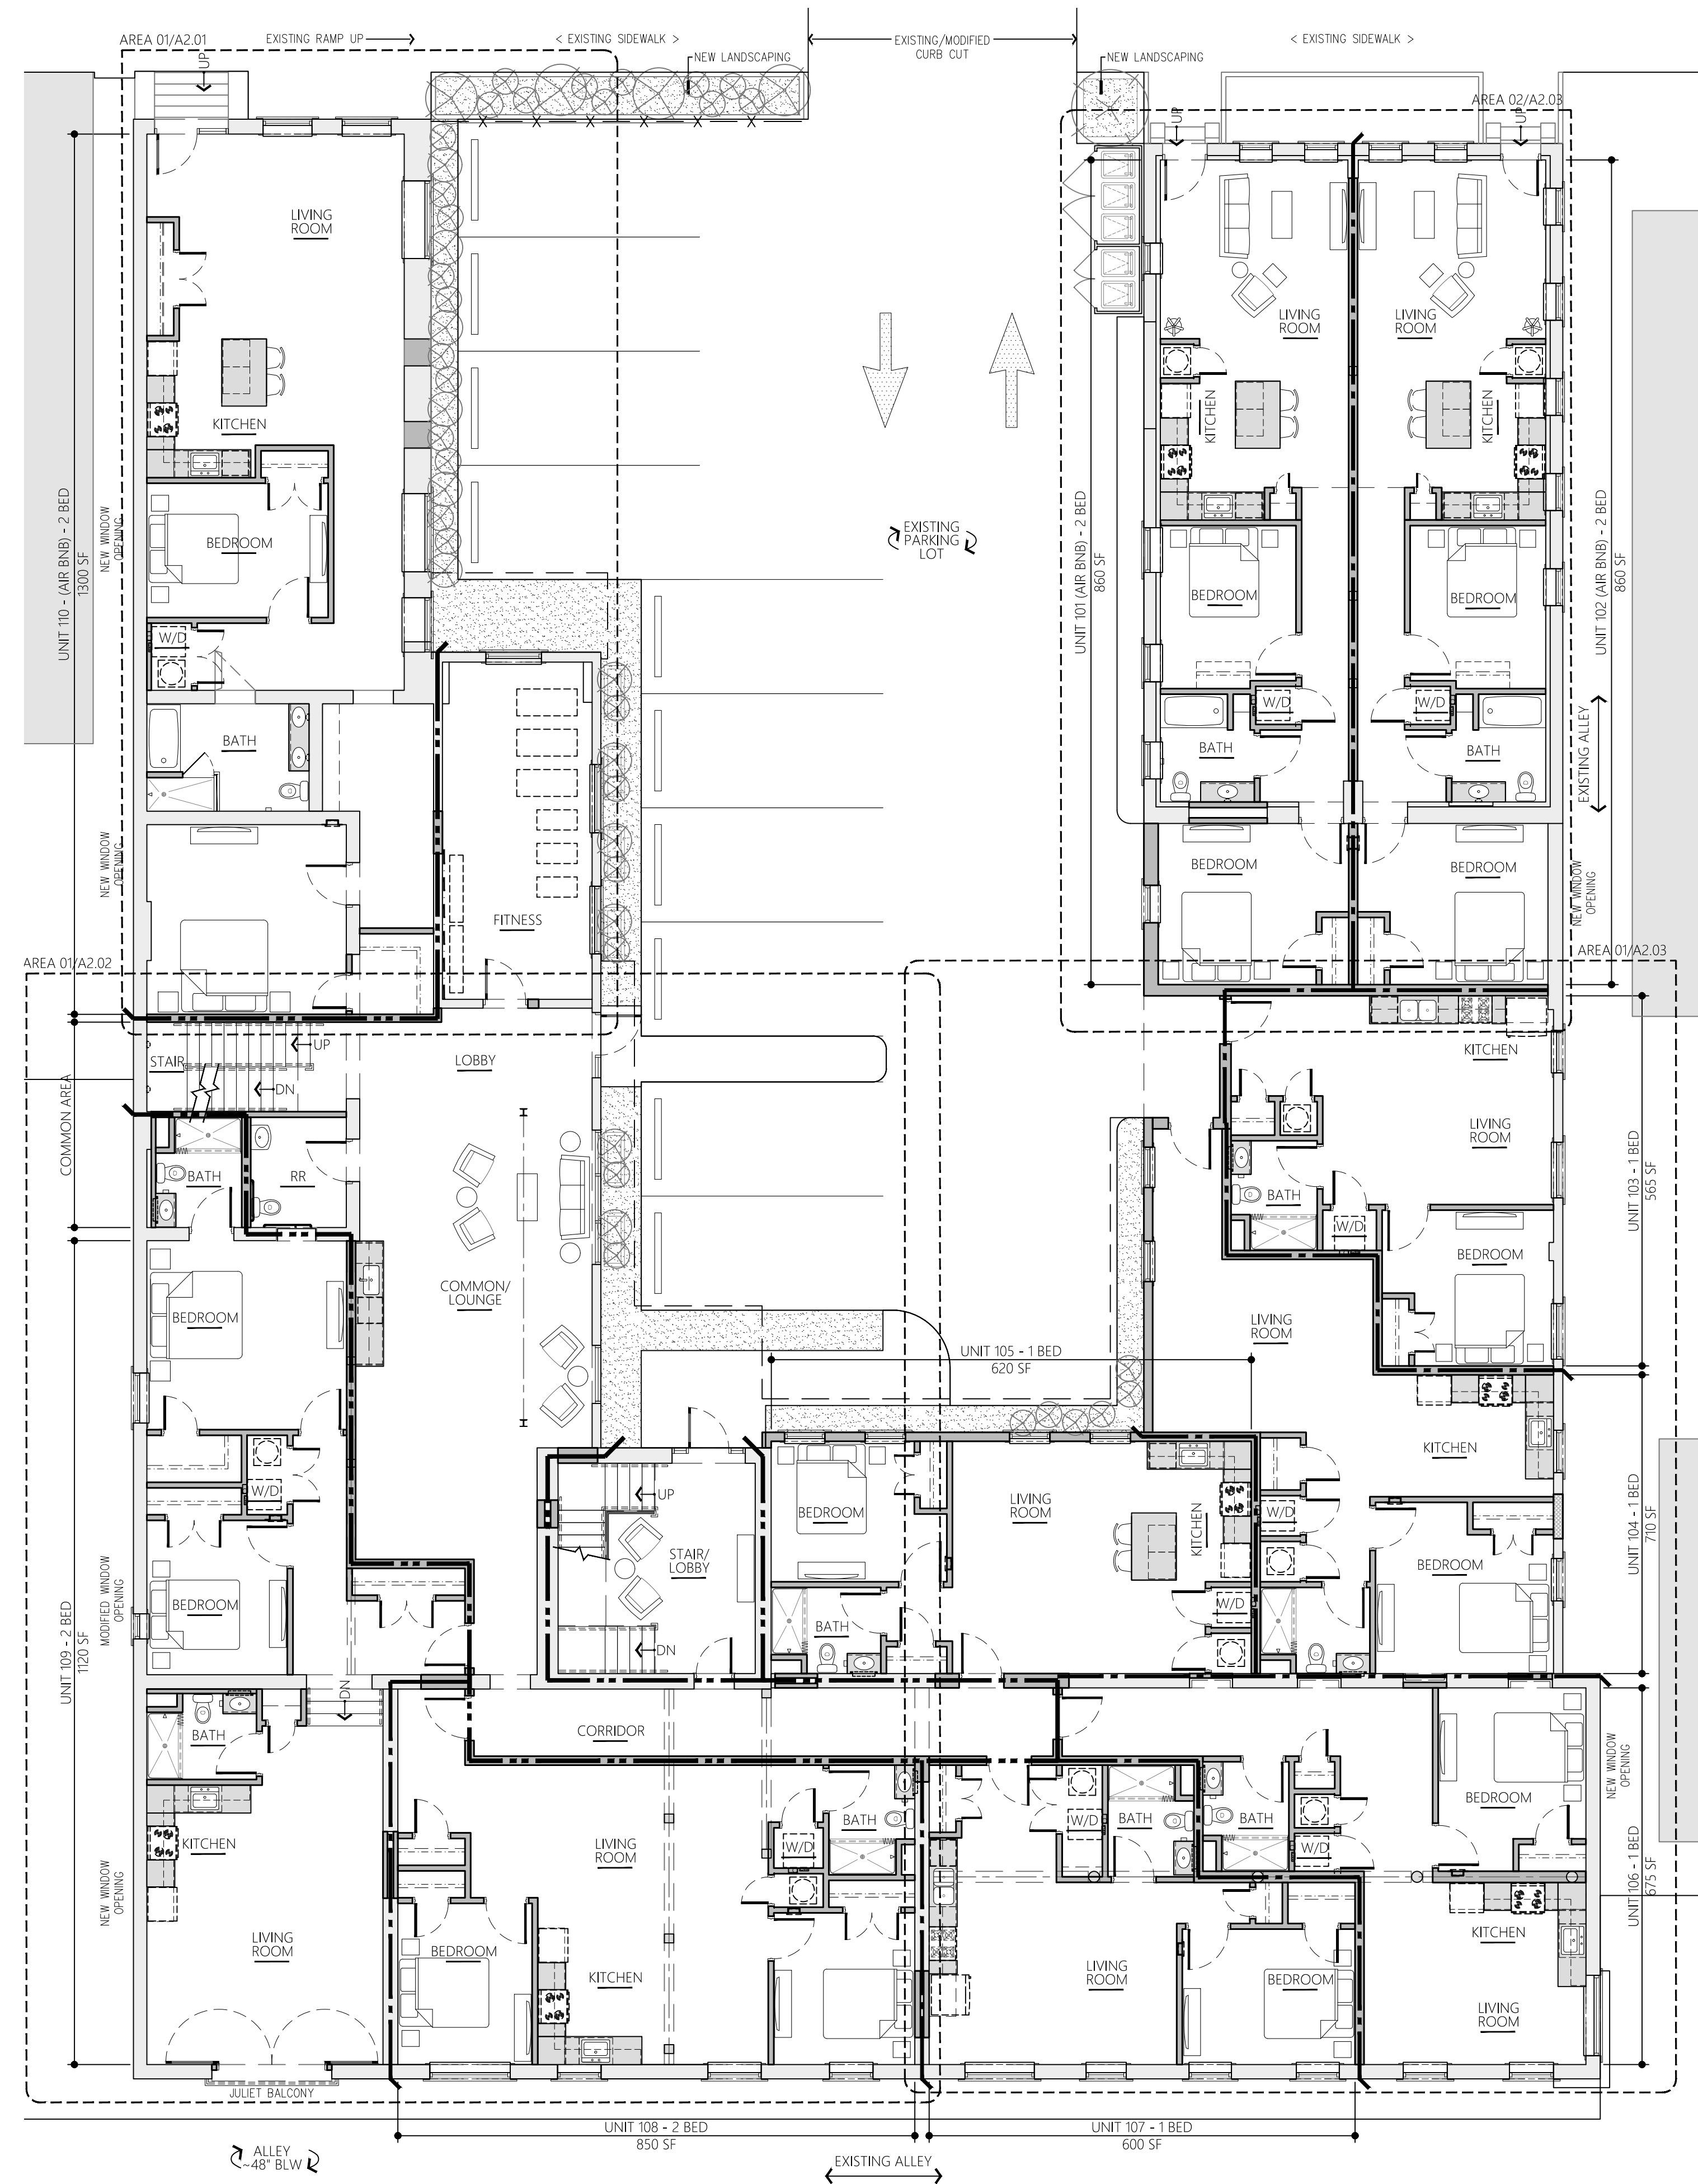 AREA 01/A2.01
EXISTING RAMP UP
< EXISTING SIDEWALK >
EXISTING/MODIFIED
CURB CUT
< EXISTING SIDEWALK >
UP
NEW LANDSCAPING
NEW LANDSCAPING
AREA 02/A2.03
UP
UP
LIVING
ROOM
LIVING
ROOM
LIVING
ROOM
KITCHEN
KITCHEN
KITCHEN
UNIT 110 - (AIR BNB) - 2 BED
1300 SF
NEW WINDOW
OPENING
BEDROOM
EXISTING
PARKING
LOT
UNIT 101 (AIR BNB) - 2 BED
860 SF
BEDROOM
BEDROOM
UNIT 102 (AIR BNB) - 2 BED
860 SF
W/D
W/D
W/D
BATH
BATH
BATH
EXISTING ALLEY
NEW WINDOW
OPENING
BEDROOM
BEDROOM
NEW WINDOW
OPENING
FITNESS
AREA 01/A2.02
AREA 01/A2.03
STAIR
UP
DN
LOBBY
KITCHEN
COMMON AREA
BATH
RR
LIVING
ROOM
BATH
W/D
UNIT 103 - 1 BED
565 SF
BEDROOM
COMMON/
LOUNGE
BEDROOM
LIVING
ROOM
UNIT 105 - 1 BED
620 SF
W/D
UP
BEDROOM
LIVING
ROOM
KITCHEN
KITCHEN
W/D
STAIR/
LOBBY
BEDROOM
UNIT 104 - 1 BED
710 SF
MODIFIED WINDOW
OPENING
BEDROOM
W/D
BATH
DN
UNIT 109 - 2 BED
1120 SF
DN
BATH
CORRIDOR
NEW WINDOW
OPENING
BEDROOM
KITCHEN
LIVING
ROOM
W/D
BATH
W/D
BATH
BATH
W/D
UNIT 106 - 1 BED
675 SF
NEW WINDOW
OPENING
LIVING
ROOM
BEDROOM
KITCHEN
LIVING
ROOM
BEDROOM
KITCHEN
LIVING
ROOM
JULIET BALCONY
UNIT 108 - 2 BED
850 SF
UNIT 107 - 1 BED
600 SF
ALLEY
~48" BLW
EXISTING ALLEY